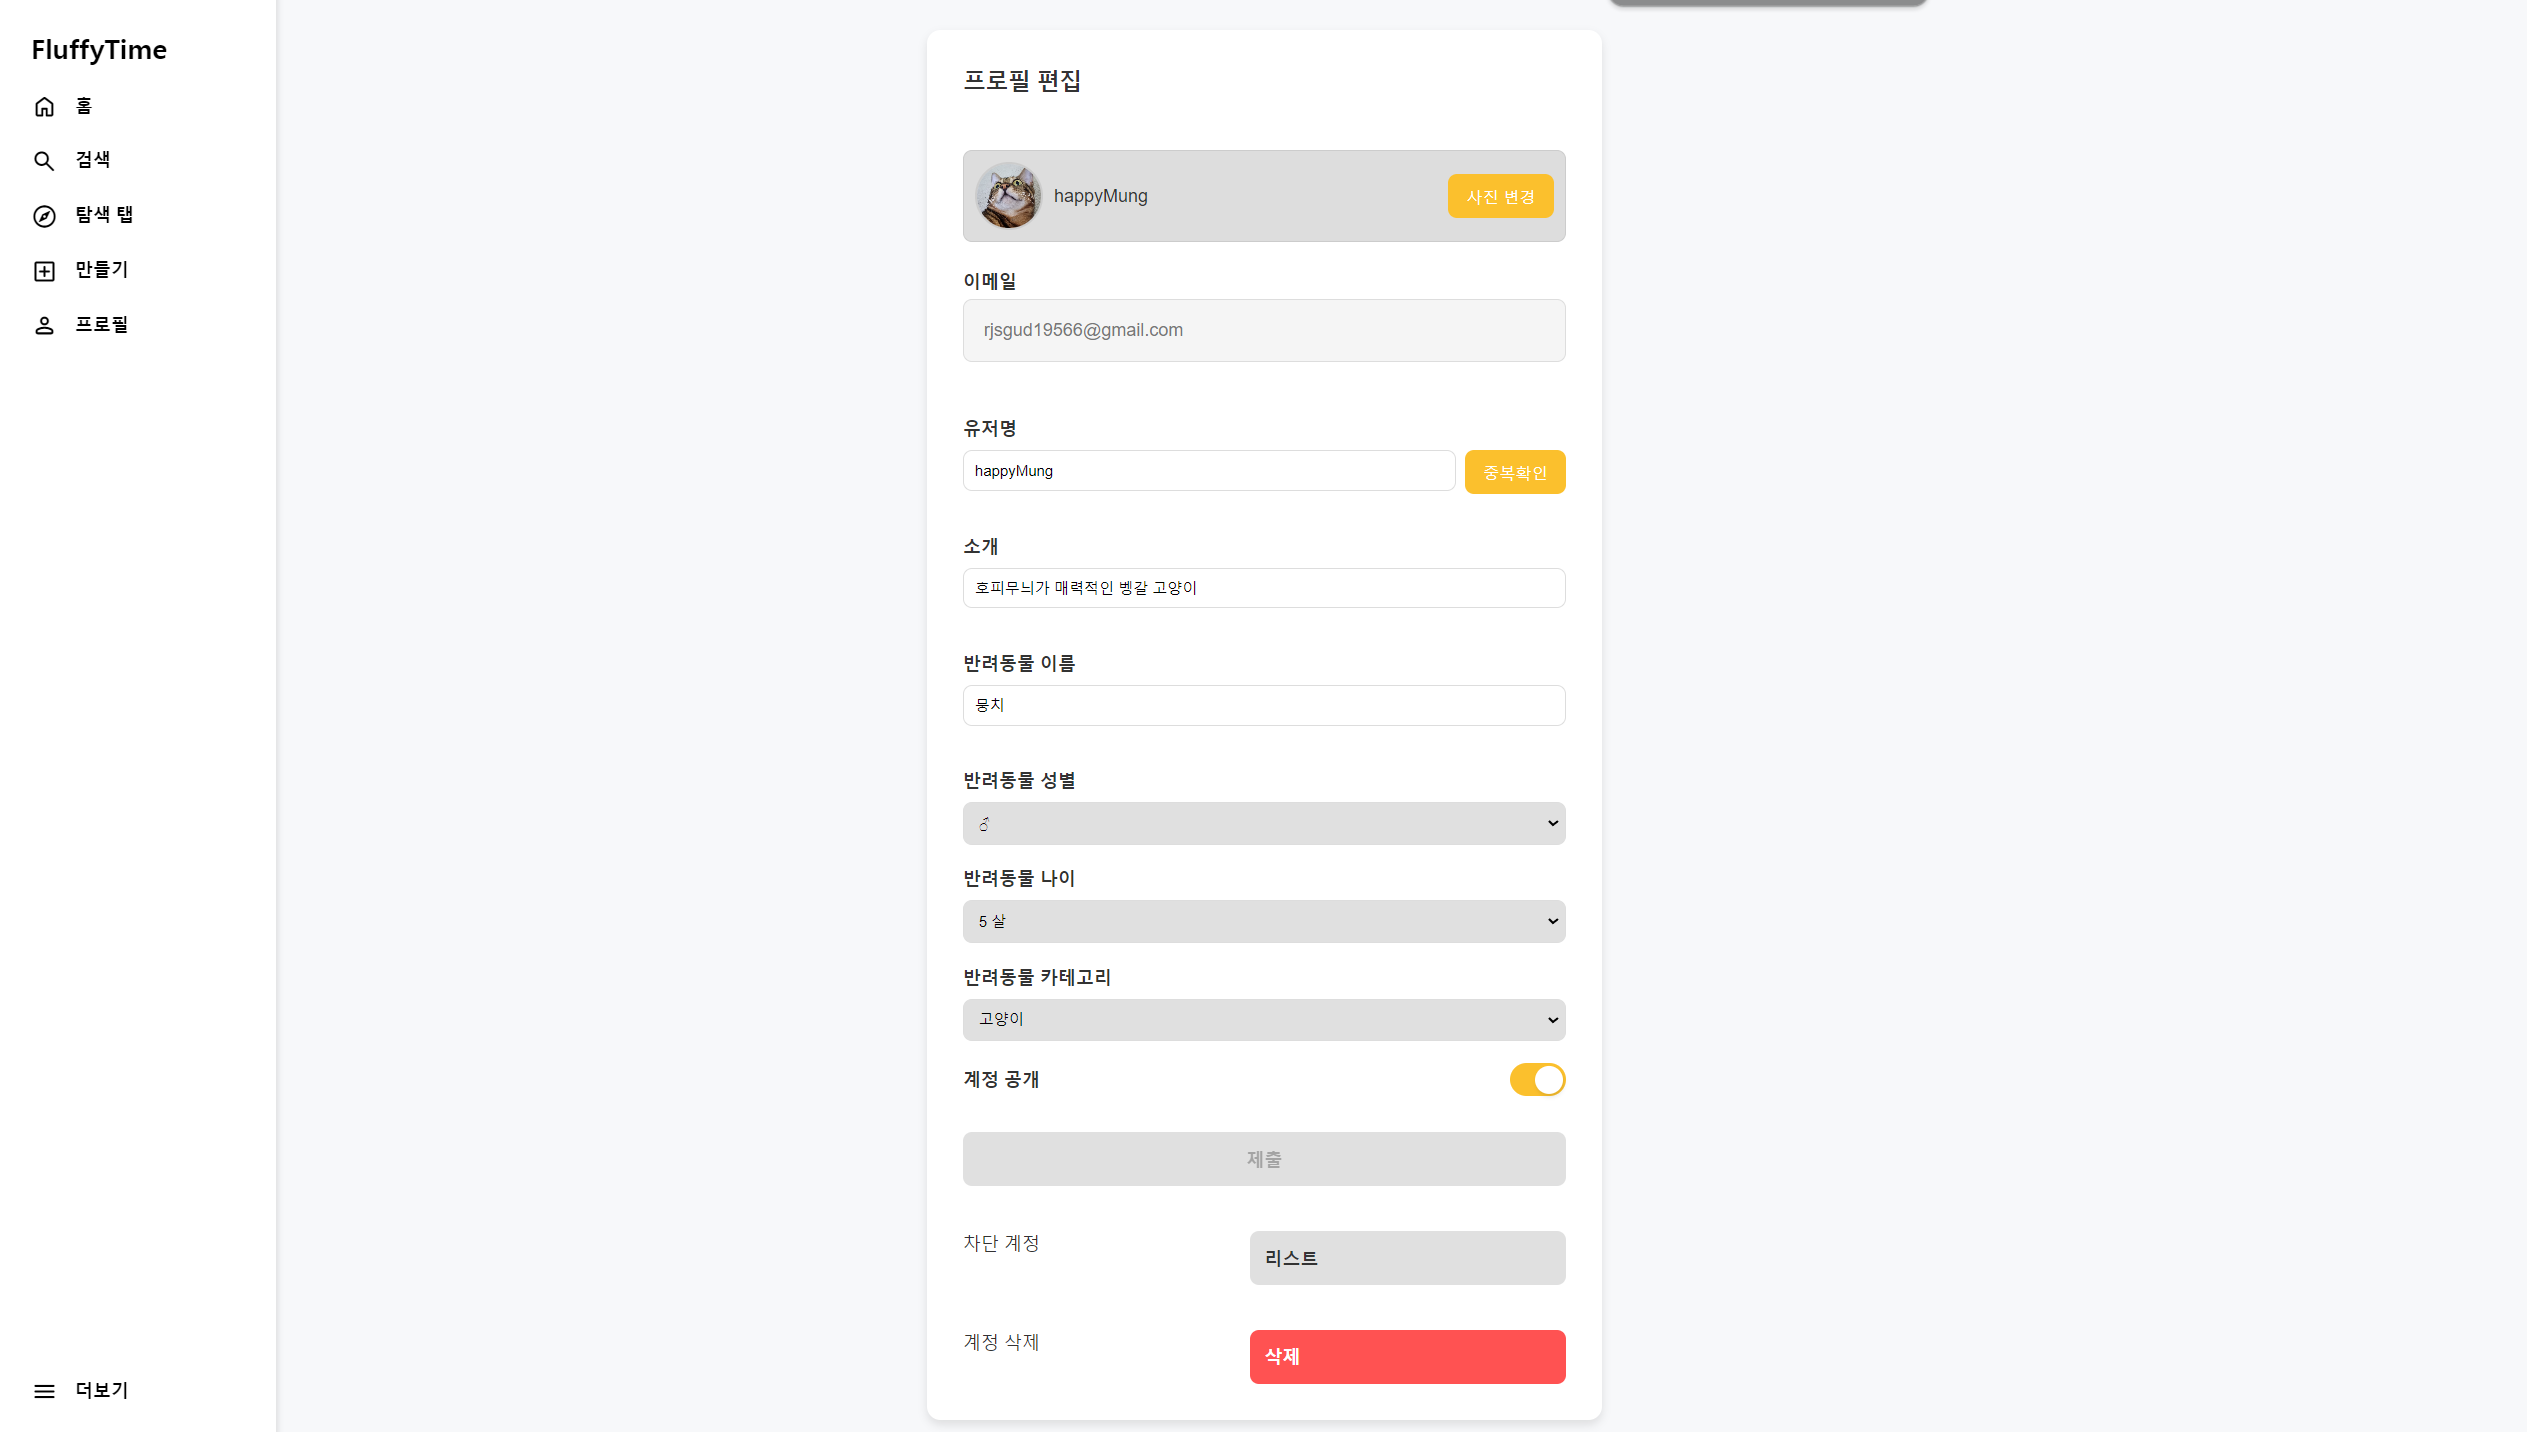 FluffyTime
홈
검색
탐색 탭
만들기
프로필
더보기
프로필 편집
happyMung
사진 변경
이메일
rjsgud19566@gmail.com
유저명
happyMung
중복확인
소개
호피무늬가 매력적인 벵갈 고양이
반려동물 이름
뭉치
반려동물 성별
♂
반려동물 나이
5 살
반려동물 카테고리
고양이
계정 공개
제출
차단 계정
리스트
계정 삭제
삭제